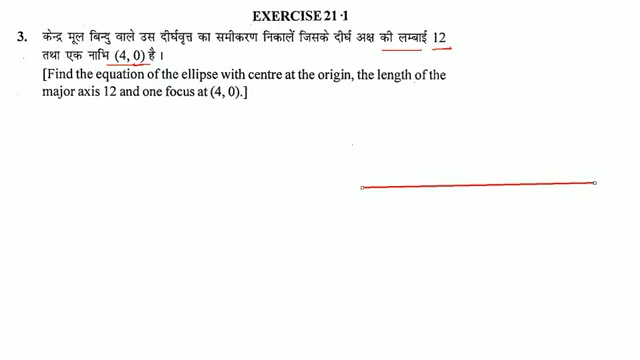 EXERCISE 21·1
3. केन्द्र मूल बिन्दु वाले उस दीर्घवृत्त का समीकरण निकालें जिसके दीर्घ अक्ष की लम्बाई 12
तथा एक नाभि (4, 0) है ।
[Find the equation of the ellipse with centre at the origin, the length of the
major axis 12 and one focus at (4, 0).]